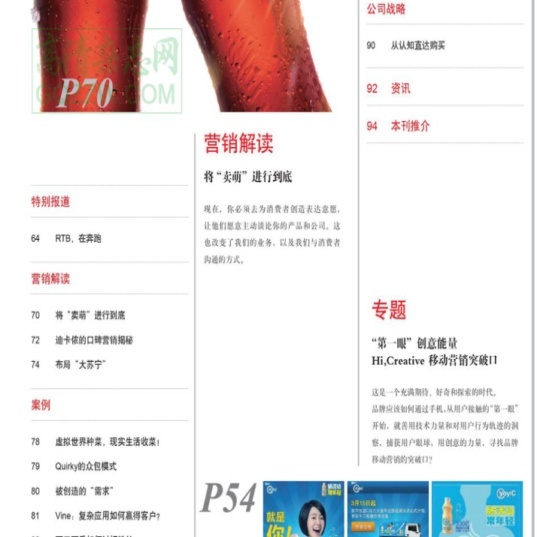 P70
特别报道
64 RTB，在奔跑
营销解读
70 将“卖萌”进行到底
72 迪卡侬的口碑营销揭秘
74 布局“大苏宁”
案例
78 虚拟世界种菜，现实生活收菜！
79 Quirky的众包模式
80 被创造的“需求”
81 Vine：复杂应用如何赢得客户？
营销解读
将“卖萌”进行到底
现在，你必须去为消费者创造表达意愿，
让他们愿意主动谈论你的产品和公司。这
也改变了我们的业务，以及我们与消费者
沟通的方式。
公司战略
90 从认知直达购买
92 资讯
94 本刊推介
专题
“第一眼”创意能量
Hi,Creative 移动营销突破口
这是一个充满期待、好奇和探索的时代。
品牌应该如何通过手机，从用户接触的“第一眼”
开始，就善用技术力量和对用户行为轨迹的洞
察，捕获用户眼球，用创意的力量，寻找品牌
移动营销的突破口？
P54
就是
你！